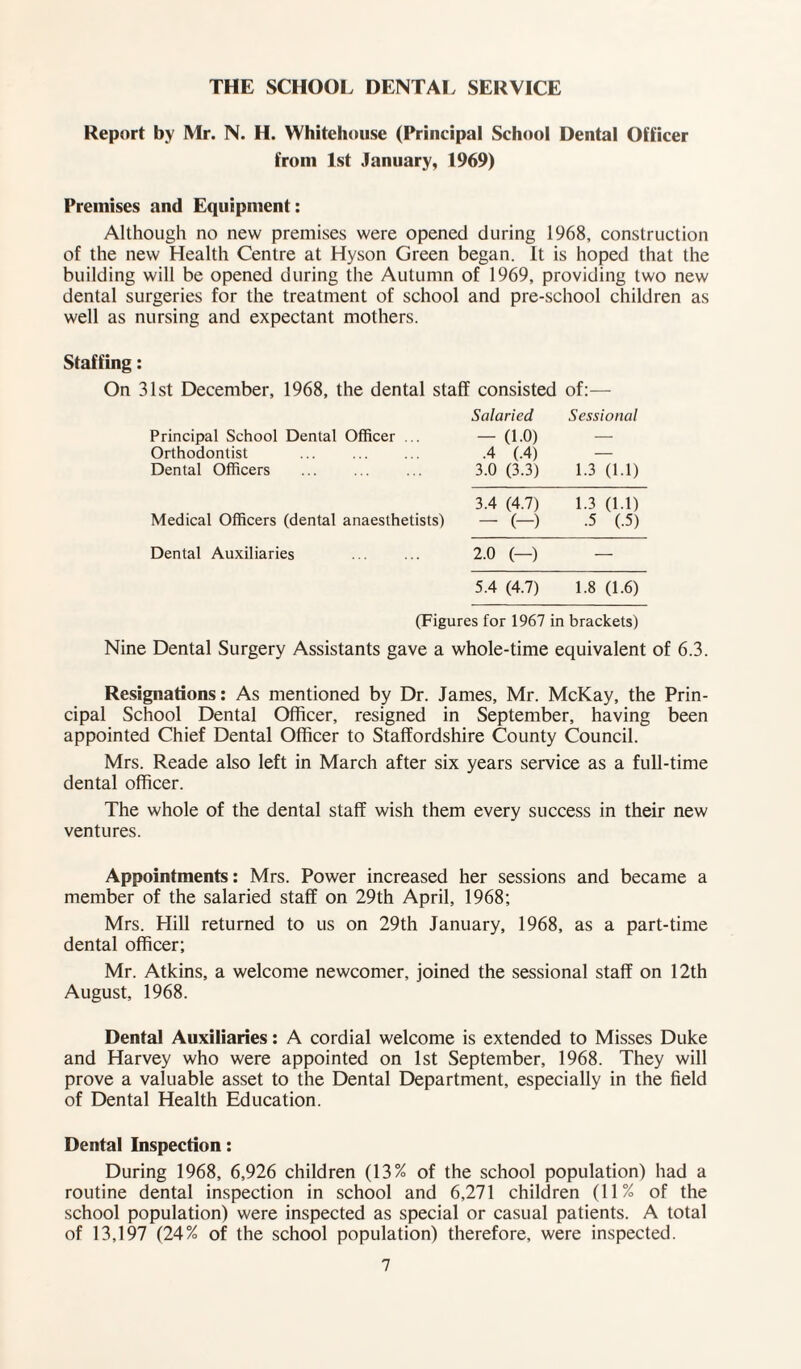 THE SCHOOL DENTAL SERVICE
Report by Mr. N. H. Whitehouse (Principal School Dental Officer
from 1st January, 1969)
Premises and Equipment:
Although no new premises were opened during 1968, construction
of the new Health Centre at Hyson Green began. It is hoped that the
building will be opened during the Autumn of 1969, providing two new
dental surgeries for the treatment of school and pre-school children as
well as nursing and expectant mothers.
Staffing:
On 31st December, 1968, the dental staff consisted of:—
Salaried Sessional
Principal School Dental Officer ... — (1.0) —
Orthodontist ... ... ... .4 (.4) —
Dental Officers ... ... ... 3.0 (3.3) 1.3 (1.1)
3.4 (4.7) 1.3 (1.1)
Medical Officers (dental anaesthetists) — (—) .5 (.5)
Dental Auxiliaries ... ... 2.0 (—) —
5.4 (4.7) 1.8 (1.6)
(Figures for 1967 in brackets)
Nine Dental Surgery Assistants gave a whole-time equivalent of 6.3.
Resignations: As mentioned by Dr. James, Mr. McKay, the Prin-
cipal School Dental Officer, resigned in September, having been
appointed Chief Dental Officer to Staffordshire County Council.
Mrs. Reade also left in March after six years service as a full-time
dental officer.
The whole of the dental staff wish them every success in their new
ventures.
Appointments: Mrs. Power increased her sessions and became a
member of the salaried staff on 29th April, 1968;
Mrs. Hill returned to us on 29th January, 1968, as a part-time
dental officer;
Mr. Atkins, a welcome newcomer, joined the sessional staff on 12th
August, 1968.
Dental Auxiliaries: A cordial welcome is extended to Misses Duke
and Harvey who were appointed on 1st September, 1968. They will
prove a valuable asset to the Dental Department, especially in the field
of Dental Health Education.
Dental Inspection:
During 1968, 6,926 children (13% of the school population) had a
routine dental inspection in school and 6,271 children (11% of the
school population) were inspected as special or casual patients. A total
of 13,197 (24% of the school population) therefore, were inspected.
7